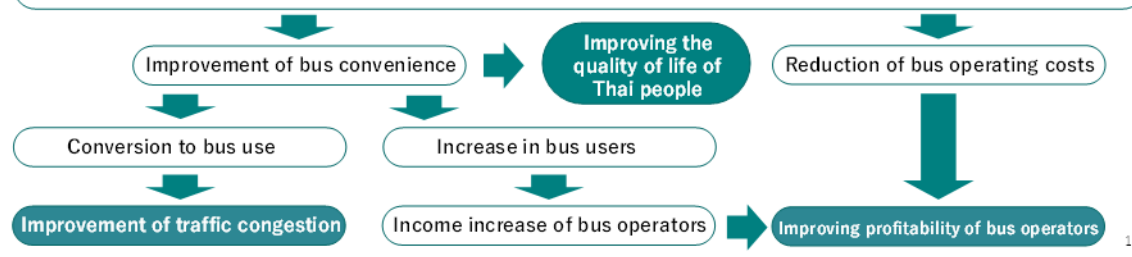 Improvement of bus convenience
Improving the
quality of life of
Thai people
Reduction of bus operating costs
Conversion to bus use
Increase in bus users
Improvement of traffic congestion
Income increase of bus operators
Improving profitability of bus operators
1